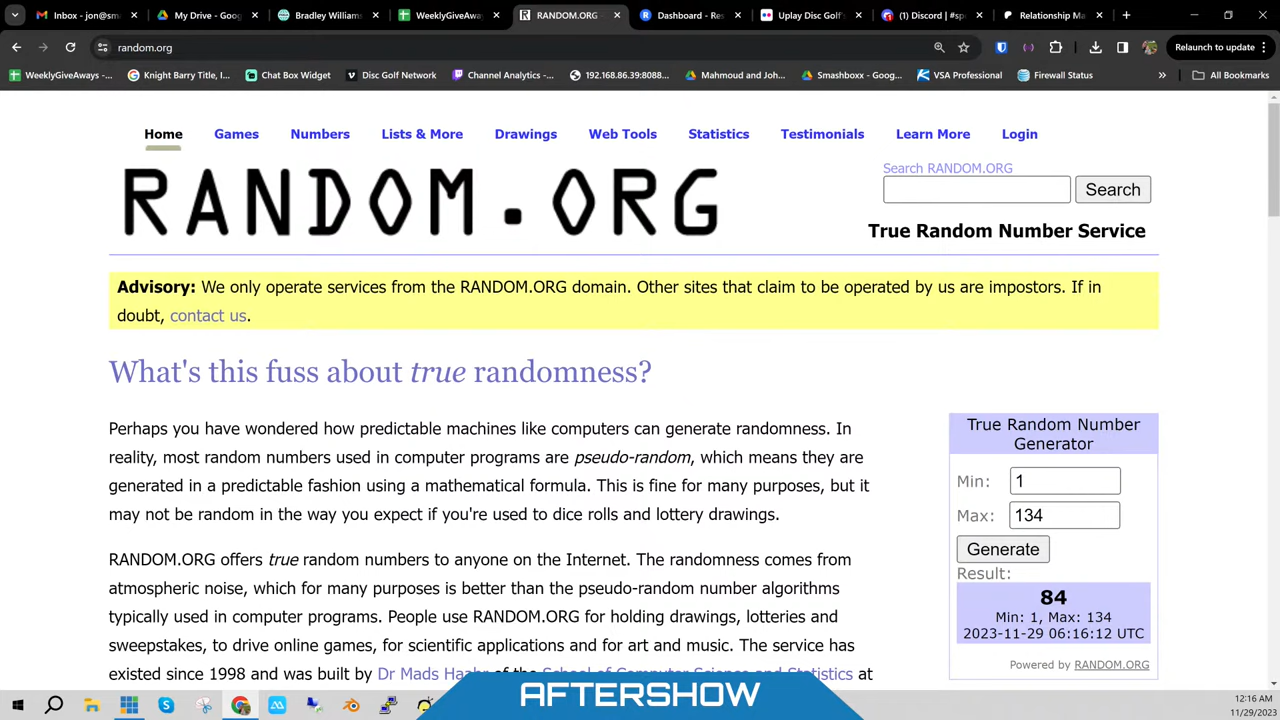 Inbox - jon@sm
My Drive - Goog
Bradley Williams
WeeklyGiveAway
RANDOM.ORG
Dashboard - Res
Uplay Disc Golf's
(1) Discord | #sp
Relationship Ma
random.org
Relaunch to update
WeeklyGiveAways -...
Knight Barry Title, I...
Chat Box Widget
Disc Golf Network
Channel Analytics -...
192.168.86.39:8088...
Mahmoud and Joh...
Smashboxx - Goog...
VSA Professional
Firewall Status
»
All Bookmarks
Home Games Numbers Lists & More Drawings Web Tools Statistics Testimonials Learn More Login
RANDOM.ORG
Search RANDOM.ORG
Search
True Random Number Service
Advisory: We only operate services from the RANDOM.ORG domain. Other sites that claim to be operated by us are impostors. If in
doubt, contact us.
What's this fuss about true randomness?
Perhaps you have wondered how predictable machines like computers can generate randomness. In
reality, most random numbers used in computer programs are pseudo-random, which means they are
generated in a predictable fashion using a mathematical formula. This is fine for many purposes, but it
may not be random in the way you expect if you're used to dice rolls and lottery drawings.
RANDOM.ORG offers true random numbers to anyone on the Internet. The randomness comes from
atmospheric noise, which for many purposes is better than the pseudo-random number algorithms
typically used in computer programs. People use RANDOM.ORG for holding drawings, lotteries and
sweepstakes, to drive online games, for scientific applications and for art and music. The service has
existed since 1998 and was built by Dr Mads Haahr of the School of Computer Science and Statistics at
True Random Number
Generator
Min: 1
Max: 134
Generate
Result:
84
Min: 1, Max: 134
2023-11-29 06:16:12 UTC
Powered by RANDOM.ORG
AFTERSHOW
12:16 AM
11/29/2023